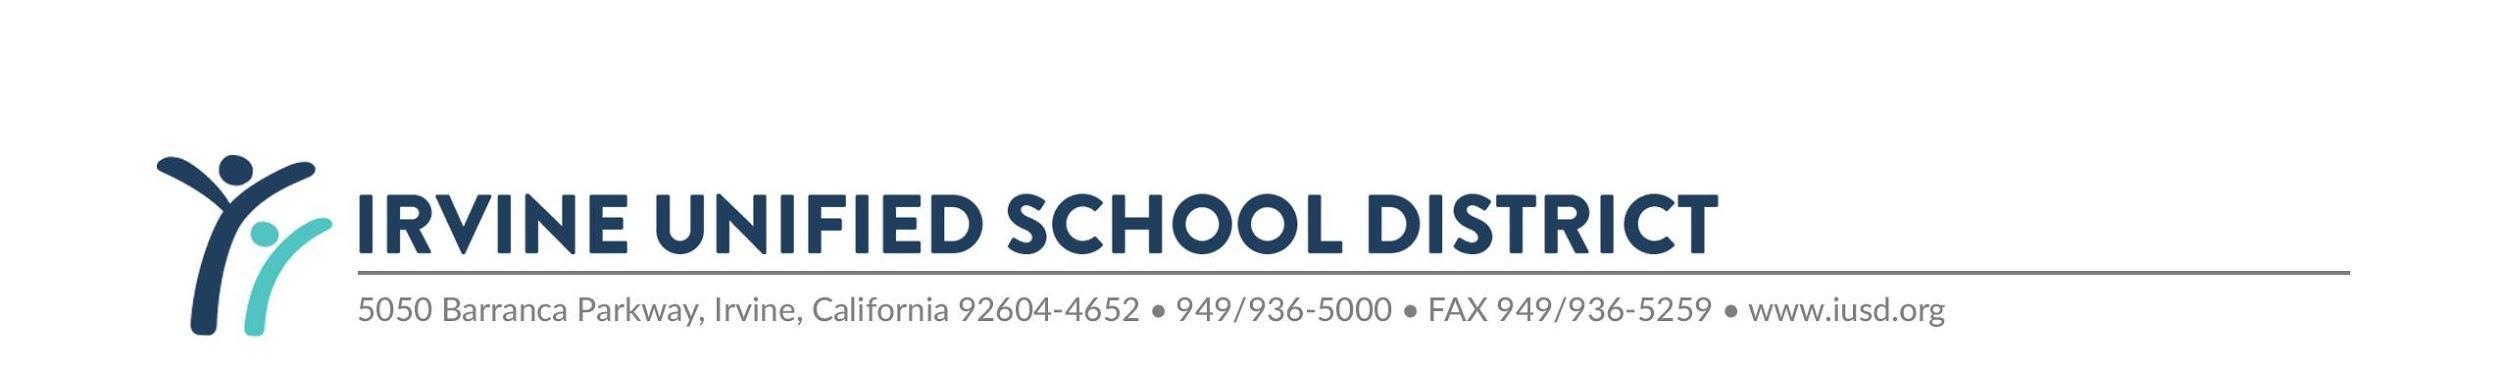 IRVINE UNIFIED SCHOOL DISTRICT
5050 Barranca Parkway, Irvine, California 92604-4652 • 949/936-5000 • FAX 949/936-5259 • www.iusd.org